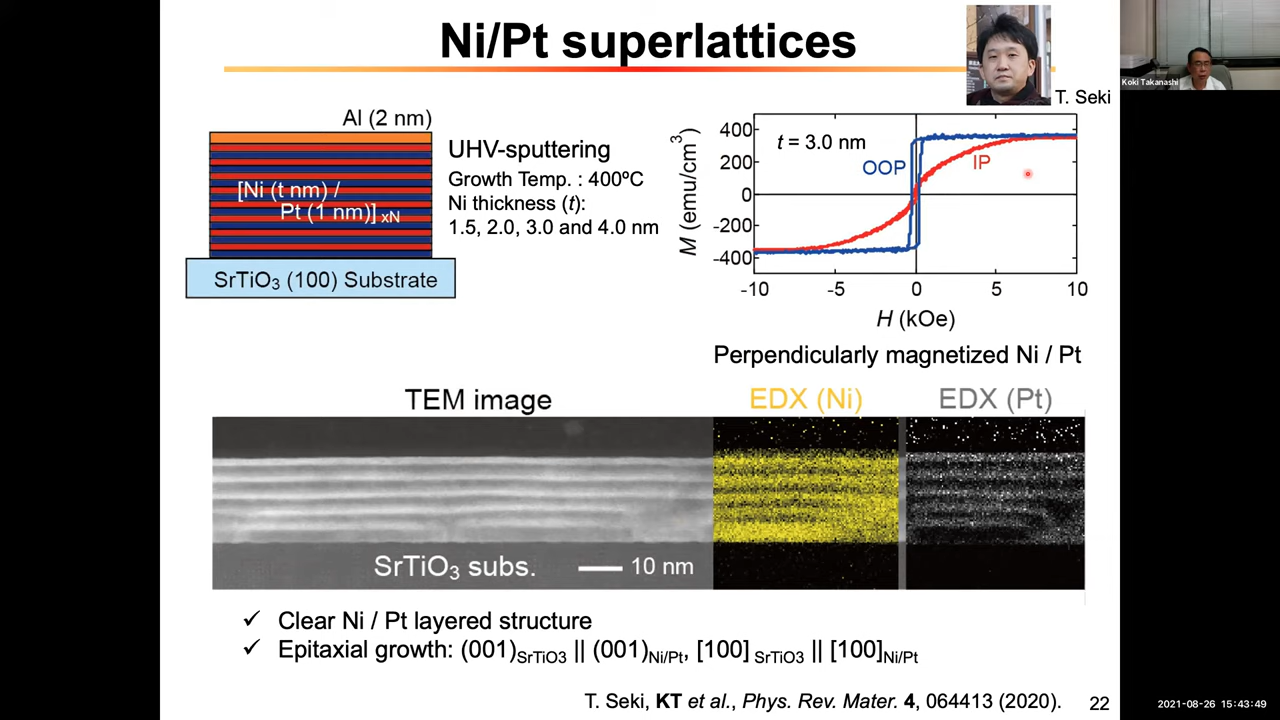 Ni/Pt superlattices
Koki Takanashi
T. Seki
Al (2 nm)
[Ni (t nm) /
Pt (1 nm)] xN
SrTiO3 (100) Substrate
UHV-sputtering
Growth Temp. : 400ºC
Ni thickness (t):
1.5, 2.0, 3.0 and 4.0 nm
M (emu/cm3)
400
200
0
-200
-400
t = 3.0 nm
OOP
IP
-10 -5 0 5 10
H (kOe)
Perpendicularly magnetized Ni / Pt
TEM image
EDX (Ni)
EDX (Pt)
SrTiO3 subs.
10 nm
✓ Clear Ni / Pt layered structure
✓ Epitaxial growth: (001)SrTiO3 || (001)Ni/Pt, [100] SrTiO3 || [100]Ni/Pt
T. Seki, KT et al., Phys. Rev. Mater. 4, 064413 (2020).
22
2021-08-26 15:43:49